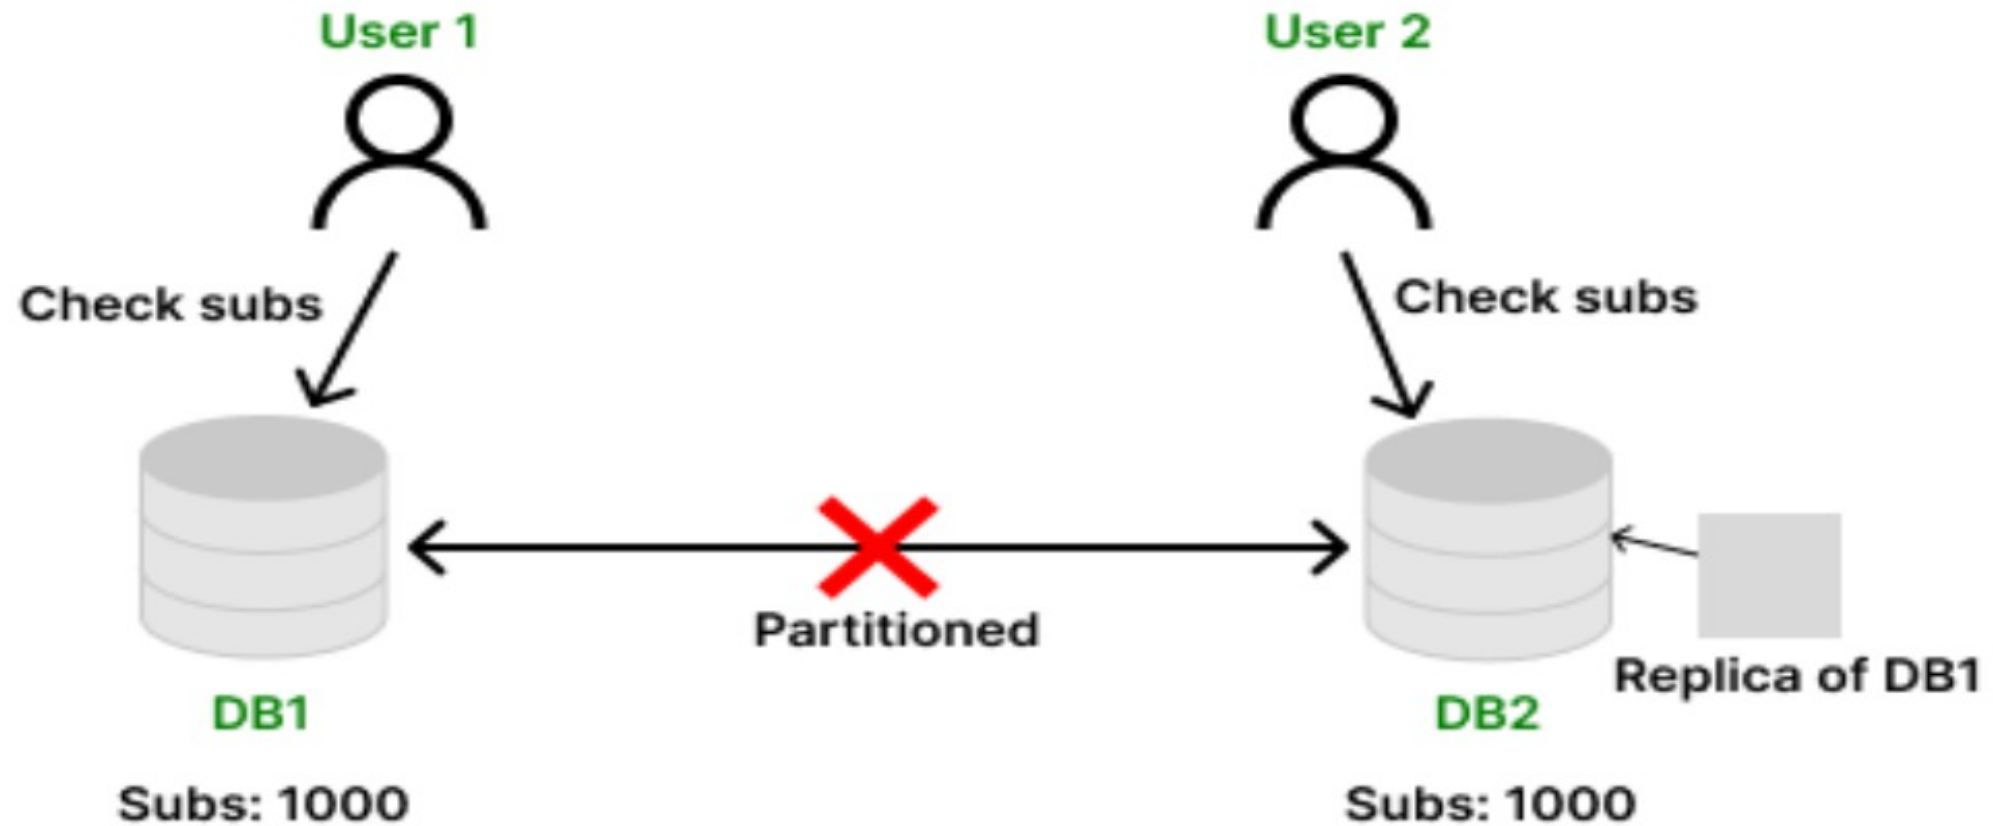 User 1
User 2
Check subs
Check subs
Partitioned
Replica of DB1
DB1
DB2
Subs: 1000
Subs: 1000